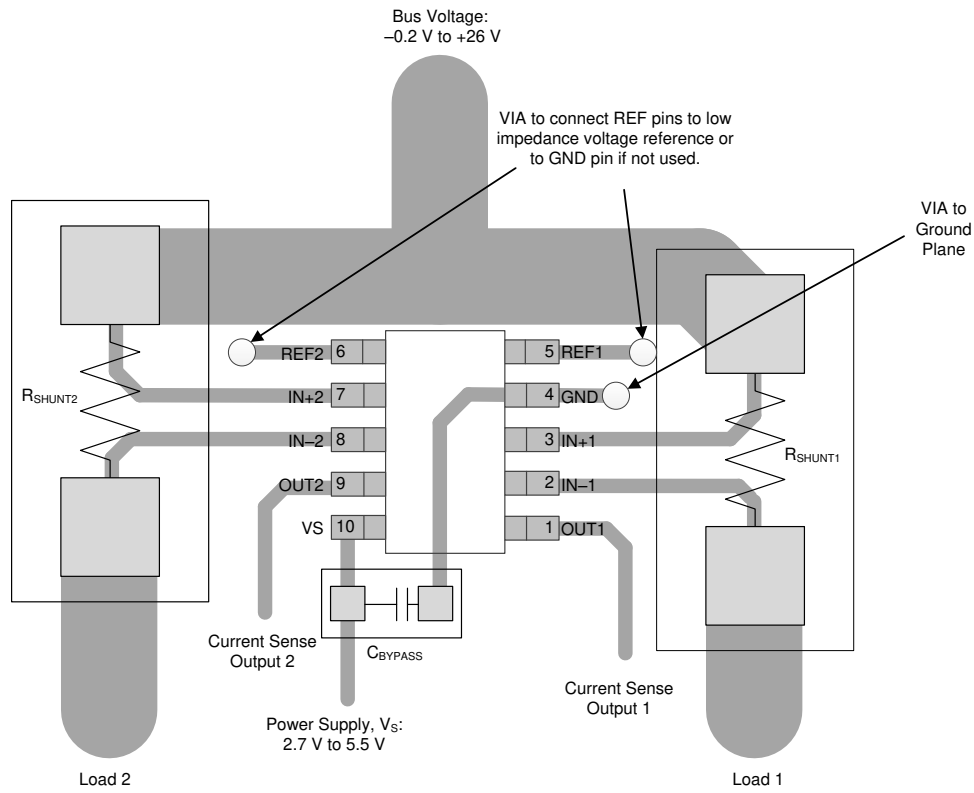 Bus Voltage:
–0.2 V to +26 V
VIA to connect REF pins to low
impedance voltage reference or
to GND pin if not used.
VIA to
Ground
Plane
REF2 6
5 REF1
IN+2 7
4 GND
RSHUNT2
IN–2 8
3 IN+1
RSHUNT1
OUT2 9
2 IN–1
VS 10
1 OUT1
Current Sense
Output 2
CBYPASS
Current Sense
Output 1
Power Supply, VS:
2.7 V to 5.5 V
Load 2
Load 1